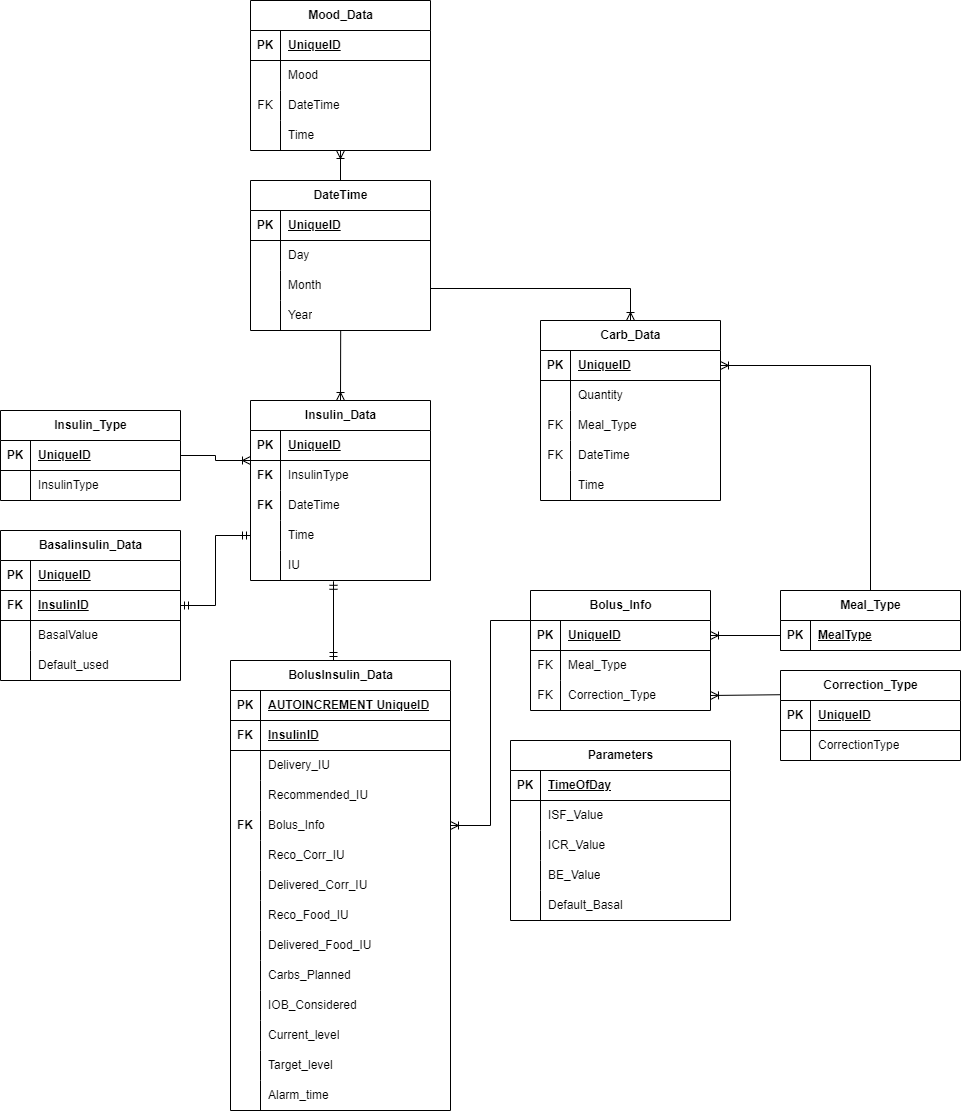 Mood_Data
PK UniqueID
Mood
FK DateTime
Time
DateTime
PK UniqueID
Day
Month
Year
Carb_Data
PK UniqueID
Quantity
FK Meal_Type
FK DateTime
Time
Insulin_Type
PK UniqueID
InsulinType
Insulin_Data
PK UniqueID
FK InsulinType
FK DateTime
Time
IU
Basalinsulin_Data
PK UniqueID
FK InsulinID
BasalValue
Default_used
Bolus_Info
PK UniqueID
FK Meal_Type
FK Correction_Type
Meal_Type
PK MealType
Correction_Type
PK UniqueID
CorrectionType
BolusInsulin_Data
PK AUTOINCREMENT UniqueID
FK InsulinID
Delivery_IU
Recommended_IU
FK Bolus_Info
Reco_Corr_IU
Delivered_Corr_IU
Reco_Food_IU
Delivered_Food_IU
Carbs_Planned
IOB_Considered
Current_level
Target_level
Alarm_time
Parameters
PK TimeOfDay
ISF_Value
ICR_Value
BE_Value
Default_Basal